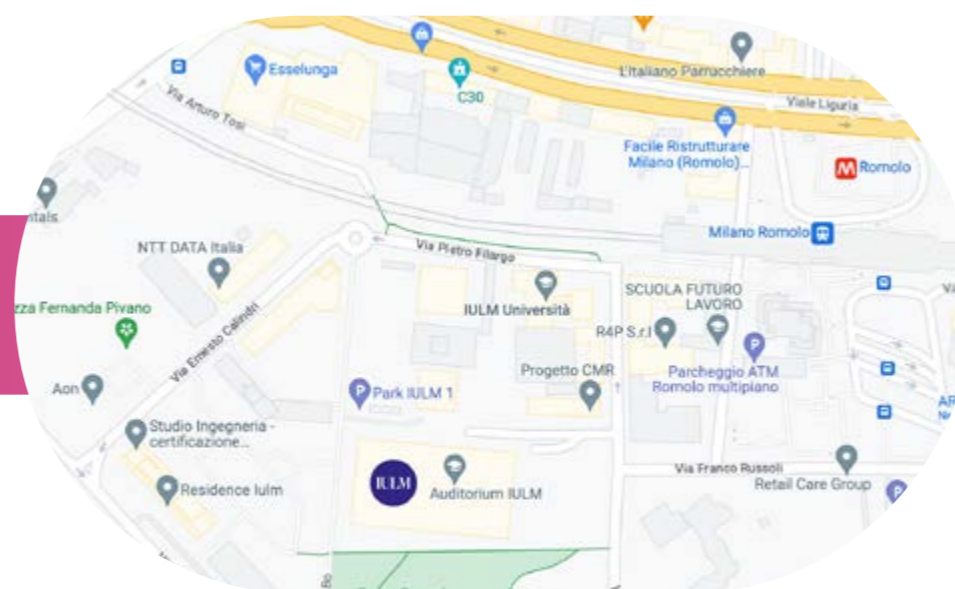 Esselunga
C30
L'Italiano Parrucchiere
Viale Liguria
Via Arturo Tosi
Facile Ristrutturare
Milano (Romolo)...
M Romolo
ntals
Milano Romolo
NTT DATA Italia
Via Pietro Filargo
IULM Università
SCUOLA FUTURO
LAVORO
zza Fernanda Pivano
Via Ernesto Calindri
R4P S.r.l
Progetto CMR
P
Parcheggio ATM
Romolo multipiano
Aon
P Park IULM 1
AR
Studio Ingegneria -
certificazione...
IULM
Auditorium IULM
Via Franco Russoli
Residence Iulm
Retail Care Group
P
Bo